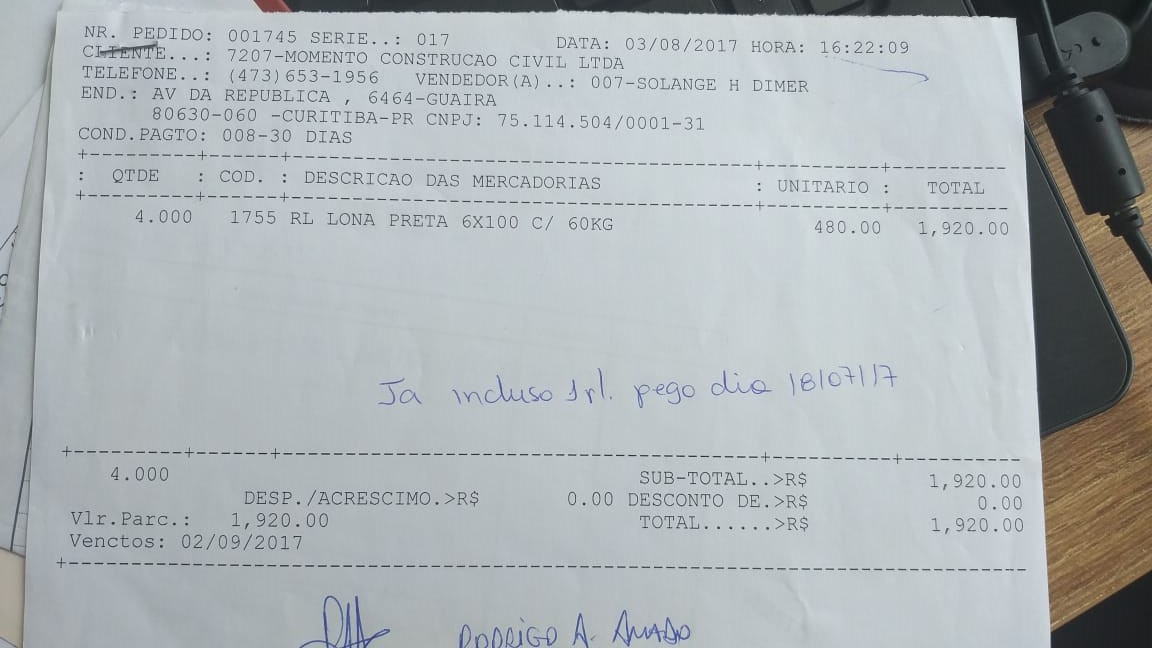 NR. PEDIDO: 001745 SERIE..: 017 DATA: 03/08/2017 HORA: 16:22:09
CLIENTE...: 7207-MOMENTO CONSTRUCAO CIVIL LTDA
TELEFONE..: (473)653-1956 VENDEDOR(A)..: 007-SOLANGE H DIMER
END.: AV DA REPUBLICA , 6464-GUAIRA
80630-060 -CURITIBA-PR CNPJ: 75.114.504/0001-31
COND.PAGTO: 008-30 DIAS
: QTDE : COD. : DESCRICAO DAS MERCADORIAS : UNITARIO : TOTAL
4.000 1755 RL LONA PRETA 6X100 C/ 60KG 480.00 1,920.00
Ja incluso 1rl. pego dia 18/07/17
4.000 SUB-TOTAL..>R$ 1,920.00
DESP./ACRESCIMO.>R$ 0.00 DESCONTO DE.>R$ 0.00
Vlr.Parc.: 1,920.00 TOTAL......>R$ 1,920.00
Venctos: 02/09/2017
RODRIGO A. AMADO